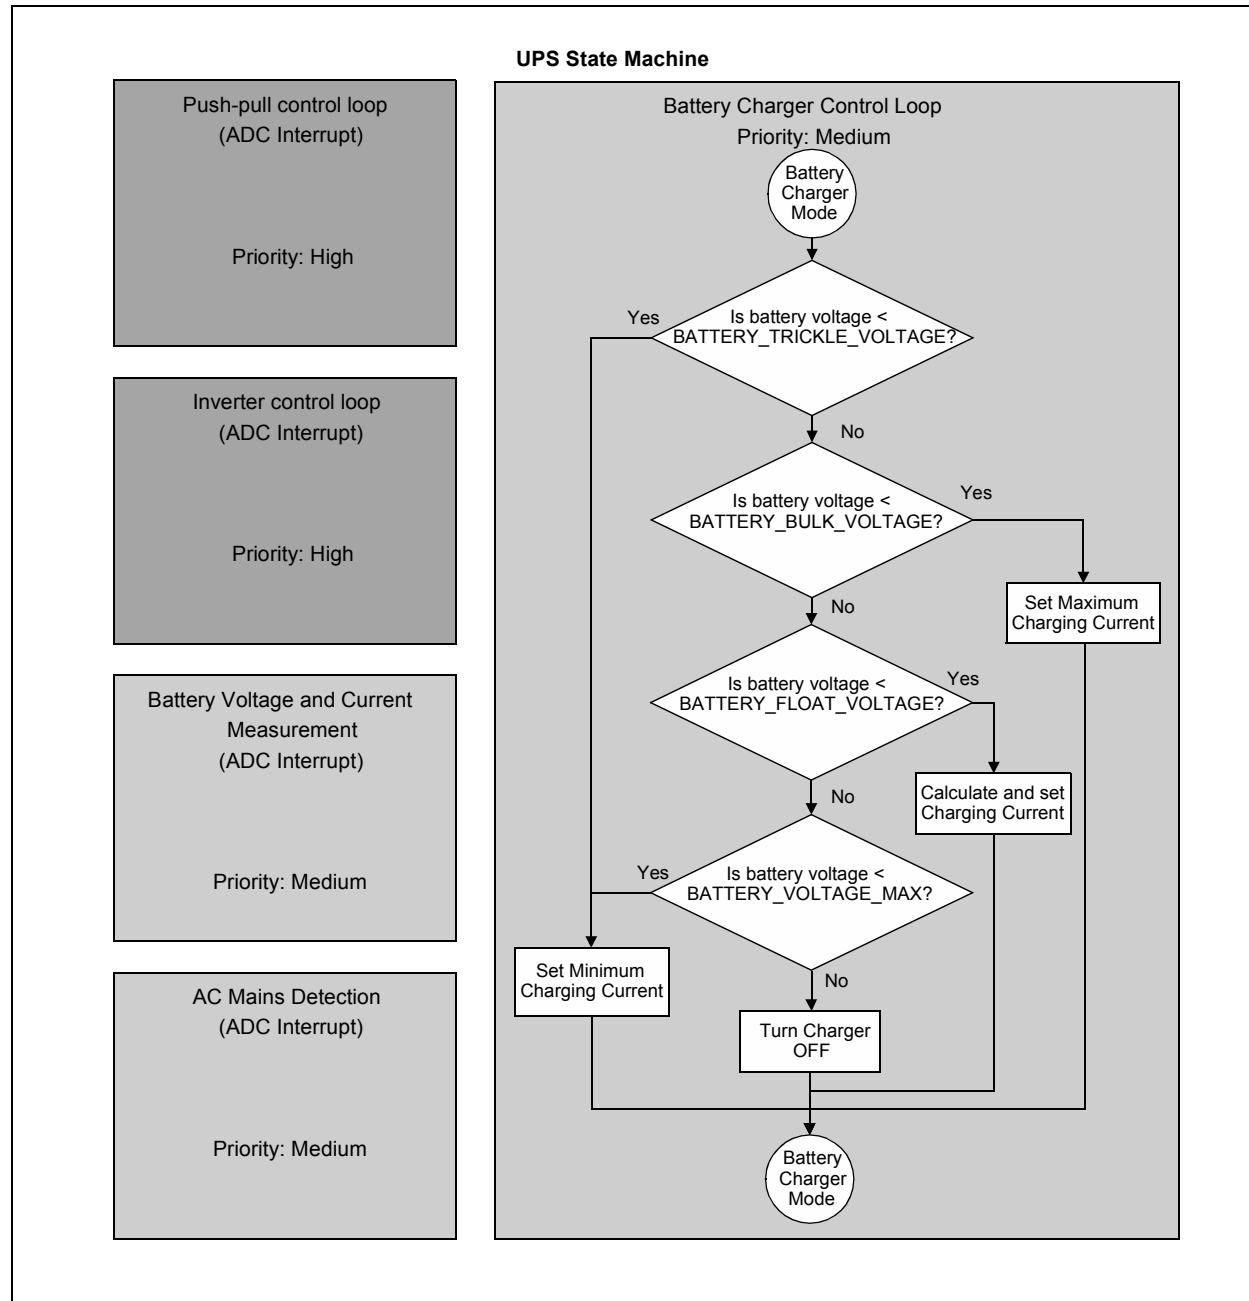 UPS State Machine
Push-pull control loop
(ADC Interrupt)
Priority: High
Inverter control loop
(ADC Interrupt)
Priority: High
Battery Voltage and Current
Measurement
(ADC Interrupt)
Priority: Medium
AC Mains Detection
(ADC Interrupt)
Priority: Medium
Battery Charger Control Loop
Priority: Medium
Battery
Charger
Mode
Is battery voltage <
BATTERY_TRICKLE_VOLTAGE?
Yes
No
Is battery voltage <
BATTERY_BULK_VOLTAGE?
Yes
Set Maximum
Charging Current
No
Is battery voltage <
BATTERY_FLOAT_VOLTAGE?
Yes
Calculate and set
Charging Current
No
Is battery voltage <
BATTERY_VOLTAGE_MAX?
Yes
Set Minimum
Charging Current
No
Turn Charger
OFF
Battery
Charger
Mode